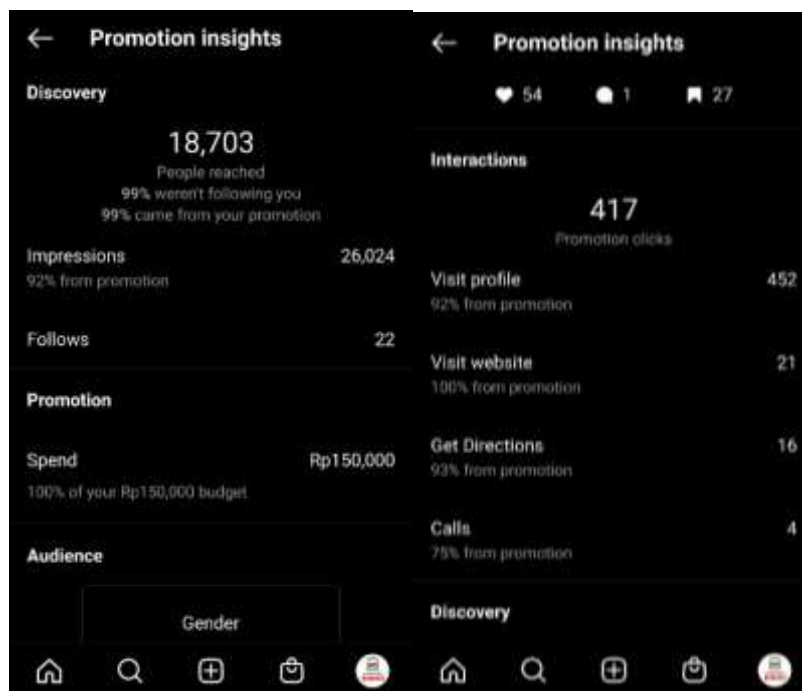 Promotion insights
Discovery
18,703
People reached
99% weren't following you
99% came from your promotion
Impressions 26,024
92% from promotion
Follows 22
Promotion
Spend Rp150,000
100% of your Rp150,000 budget
Audience
Gender
Promotion insights
54 1 27
Interactions
417
Promotion clicks
Visit profile 452
92% from promotion
Visit website 21
100% from promotion
Get Directions 16
93% from promotion
Calls 4
75% from promotion
Discovery